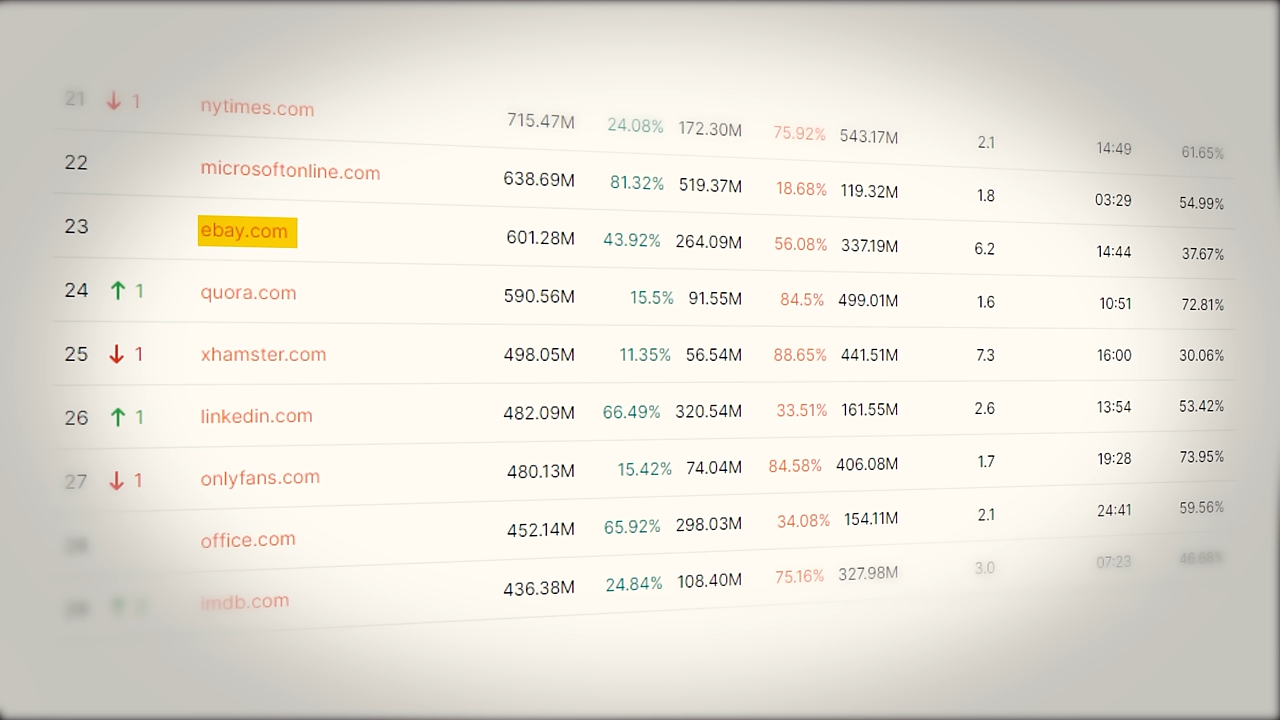 21 ↓ 1 nytimes.com 715.47M 24.08% 172.30M 75.92% 543.17M 2.1 14:49 61.65%
22 microsoftonline.com 638.69M 81.32% 519.37M 18.68% 119.32M 1.8 03:29 54.99%
23 ebay.com 601.28M 43.92% 264.09M 56.08% 337.19M 6.2 14:44 37.67%
24 ↑ 1 quora.com 590.56M 15.5% 91.55M 84.5% 499.01M 1.6 10:51 72.81%
25 ↓ 1 xhamster.com 498.05M 11.35% 56.54M 88.65% 441.51M 7.3 16:00 30.06%
26 ↑ 1 linkedin.com 482.09M 66.49% 320.54M 33.51% 161.55M 2.6 13:54 53.42%
27 ↓ 1 onlyfans.com 480.13M 15.42% 74.04M 84.58% 406.08M 1.7 19:28 73.95%
office.com 452.14M 65.92% 298.03M 34.08% 154.11M 2.1 24:41 59.56%
imdb.com 436.38M 24.84% 108.40M 75.16% 327.98M 3.0 07:23